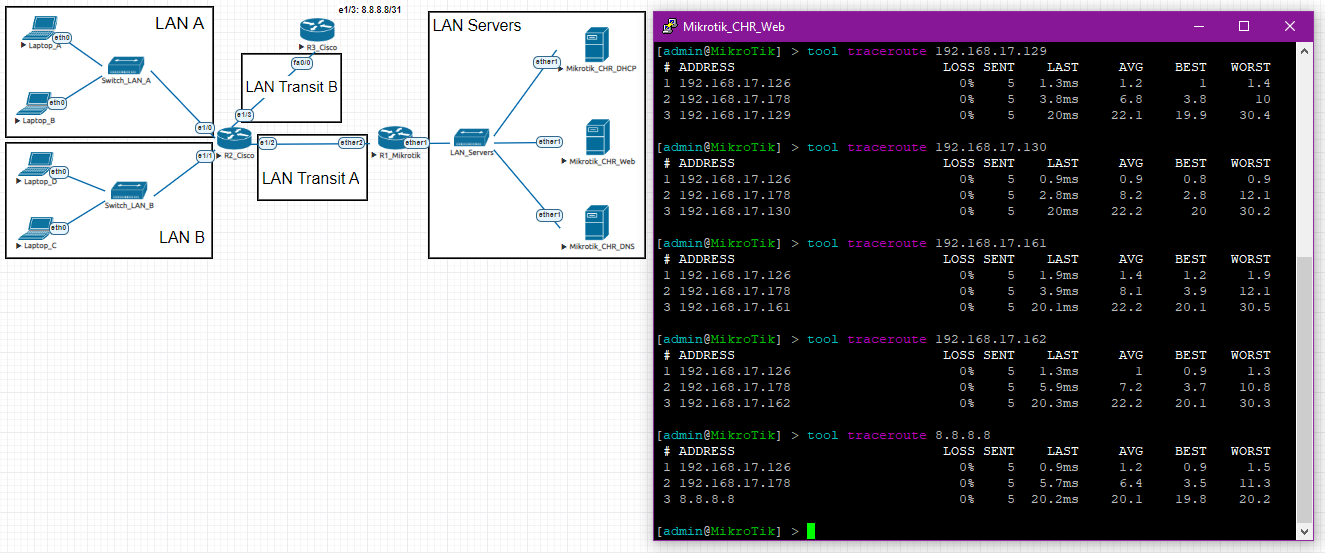 LAN A
Laptop_A
eth0
Switch_LAN_A
eth0
Laptop_B
e1/0
e1/3: 8.8.8.8/31
R3_Cisco
fa0/0
LAN Transit B
e1/3
R2_Cisco
e1/2
ether2
R1_Mikrotik
ether1
LAN Transit A
e1/1
Laptop_D
eth0
Switch_LAN_B
eth0
Laptop_C
LAN B
LAN Servers
ether1
Mikrotik_CHR_DHCP
LAN_Servers
ether1
Mikrotik_CHR_Web
ether1
Mikrotik_CHR_DNS
Mikrotik_CHR_Web
[admin@MikroTik] > tool traceroute 192.168.17.129
# ADDRESS LOSS SENT LAST AVG BEST WORST
1 192.168.17.126 0% 5 1.3ms 1.2 1 1.4
2 192.168.17.178 0% 5 3.8ms 6.8 3.8 10
3 192.168.17.129 0% 5 20ms 22.1 19.9 30.4
[admin@MikroTik] > tool traceroute 192.168.17.130
# ADDRESS LOSS SENT LAST AVG BEST WORST
1 192.168.17.126 0% 5 0.9ms 0.9 0.8 0.9
2 192.168.17.178 0% 5 2.8ms 8.2 2.8 12.1
3 192.168.17.130 0% 5 20ms 22.2 20 30.2
[admin@MikroTik] > tool traceroute 192.168.17.161
# ADDRESS LOSS SENT LAST AVG BEST WORST
1 192.168.17.126 0% 5 1.9ms 1.4 1.2 1.9
2 192.168.17.178 0% 5 3.9ms 8.1 3.9 12.1
3 192.168.17.161 0% 5 20.1ms 22.2 20.1 30.5
[admin@MikroTik] > tool traceroute 192.168.17.162
# ADDRESS LOSS SENT LAST AVG BEST WORST
1 192.168.17.126 0% 5 1.3ms 1 0.9 1.3
2 192.168.17.178 0% 5 5.9ms 7.2 3.7 10.8
3 192.168.17.162 0% 5 20.3ms 22.2 20.1 30.3
[admin@MikroTik] > tool traceroute 8.8.8.8
# ADDRESS LOSS SENT LAST AVG BEST WORST
1 192.168.17.126 0% 5 0.9ms 1.2 0.9 1.5
2 192.168.17.178 0% 5 5.7ms 6.4 3.5 11.3
3 8.8.8.8 0% 5 20.2ms 20.1 19.8 20.2
[admin@MikroTik] >